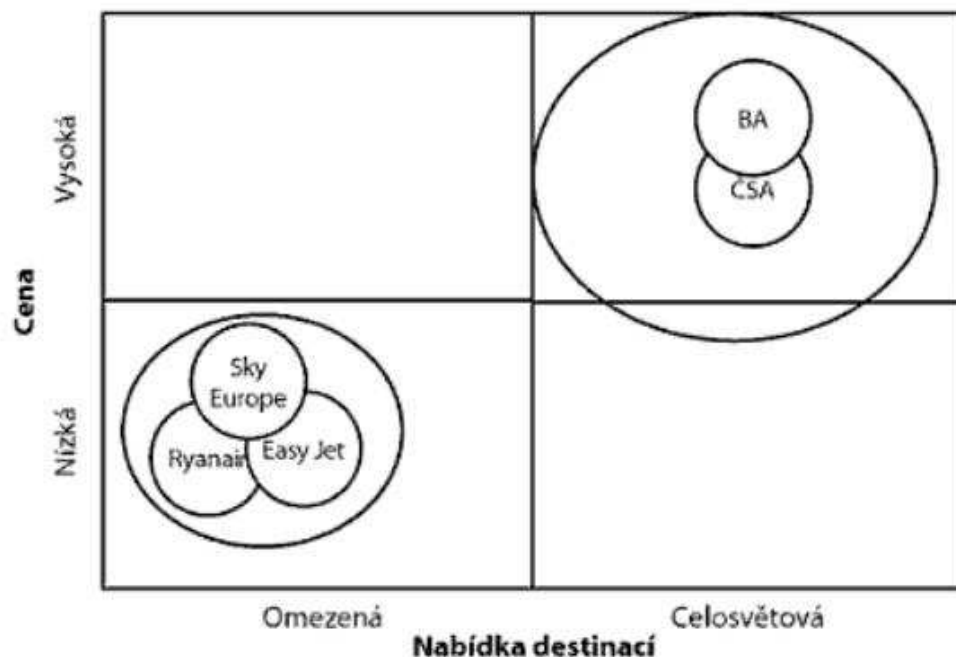 Cena
Vysoká
Nízká
BA
ČSA
Sky
Europe
Ryanair
Easy Jet
Omezená
Celosvětová
Nabídka destinací